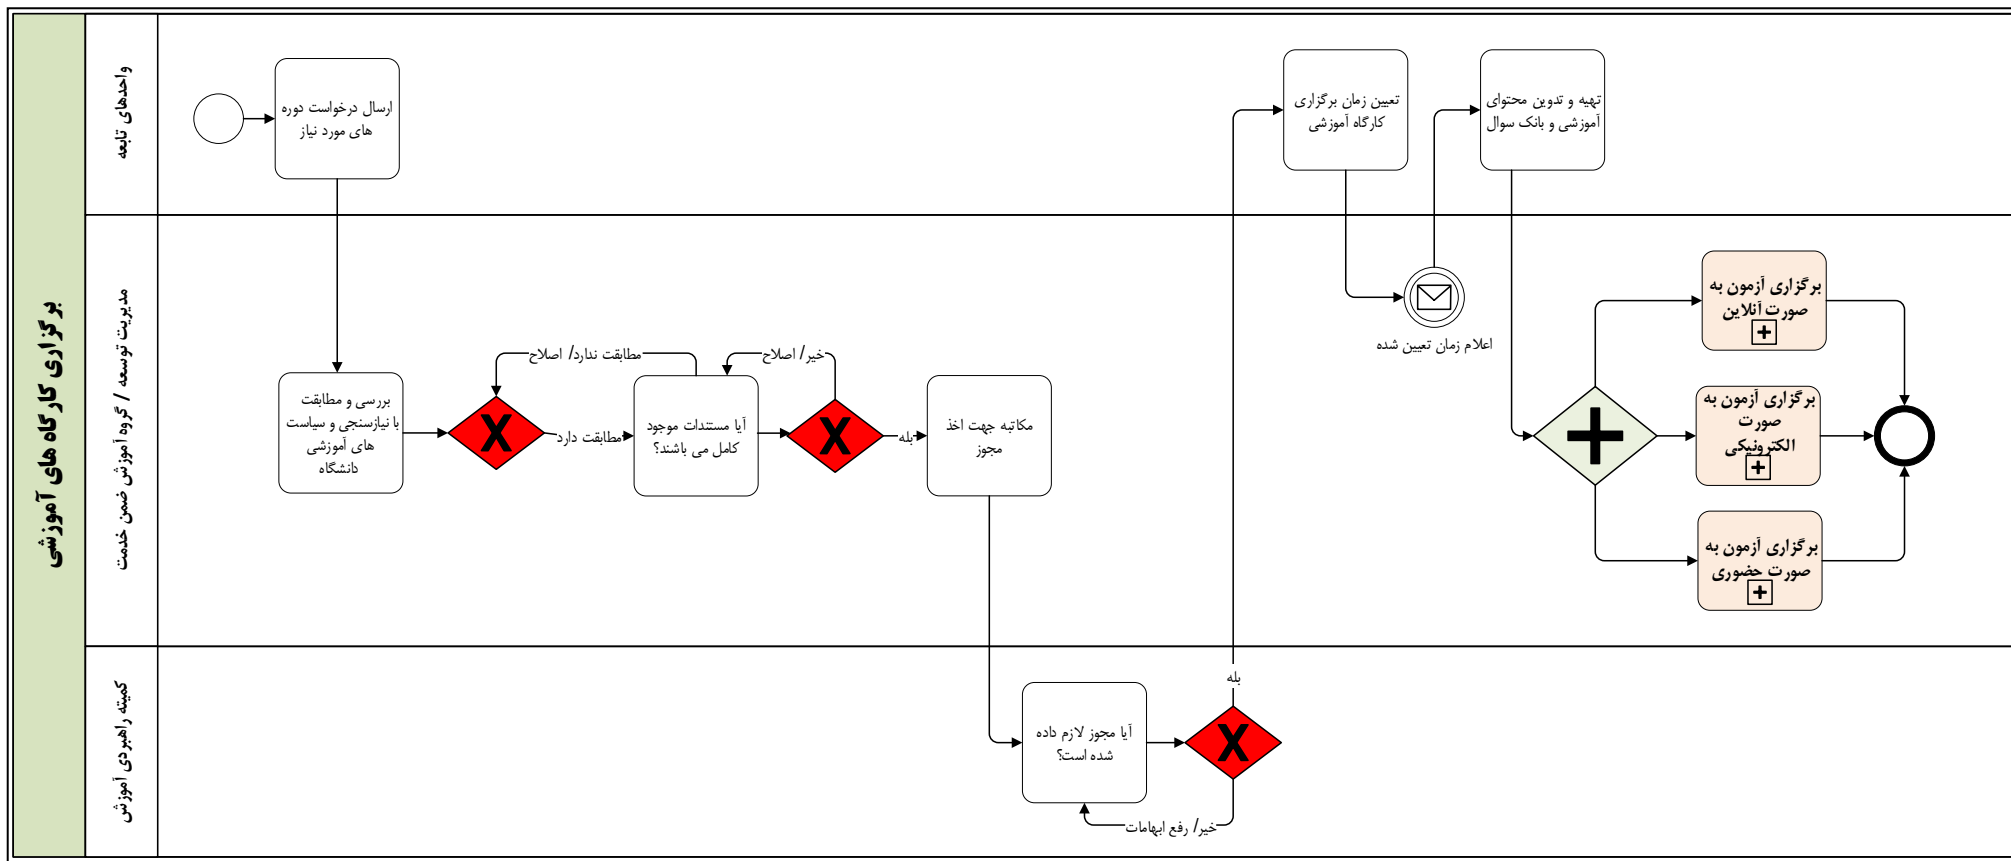 برگزاری کارگاه های آموزشی
واحدهای تابعه
ارسال درخواست دوره
های مورد نیاز
تعیین زمان برگزاری
کارگاه آموزشی
تهیه و تدوین محتوای
آموزشی و بانک سوال
مدیریت توسعه / گروه آموزش ضمن خدمت
بررسی و مطابقت
با نیازسنجی و سیاست
های آموزشی
دانشگاه
مطابقت ندارد/ اصلاح
مطابقت دارد
آیا مستندات موجود
کامل می باشند؟
خیر/ اصلاح
بله
مکاتبه جهت اخذ
مجوز
اعلام زمان تعیین شده
برگزاری آزمون به
صورت آنلاین
برگزاری آزمون به
صورت
الکترونیکی
برگزاری آزمون به
صورت حضوری
کمیته راهبردی آموزش
آیا مجوز لازم داده
شده است؟
بله
خیر/ رفع ابهامات